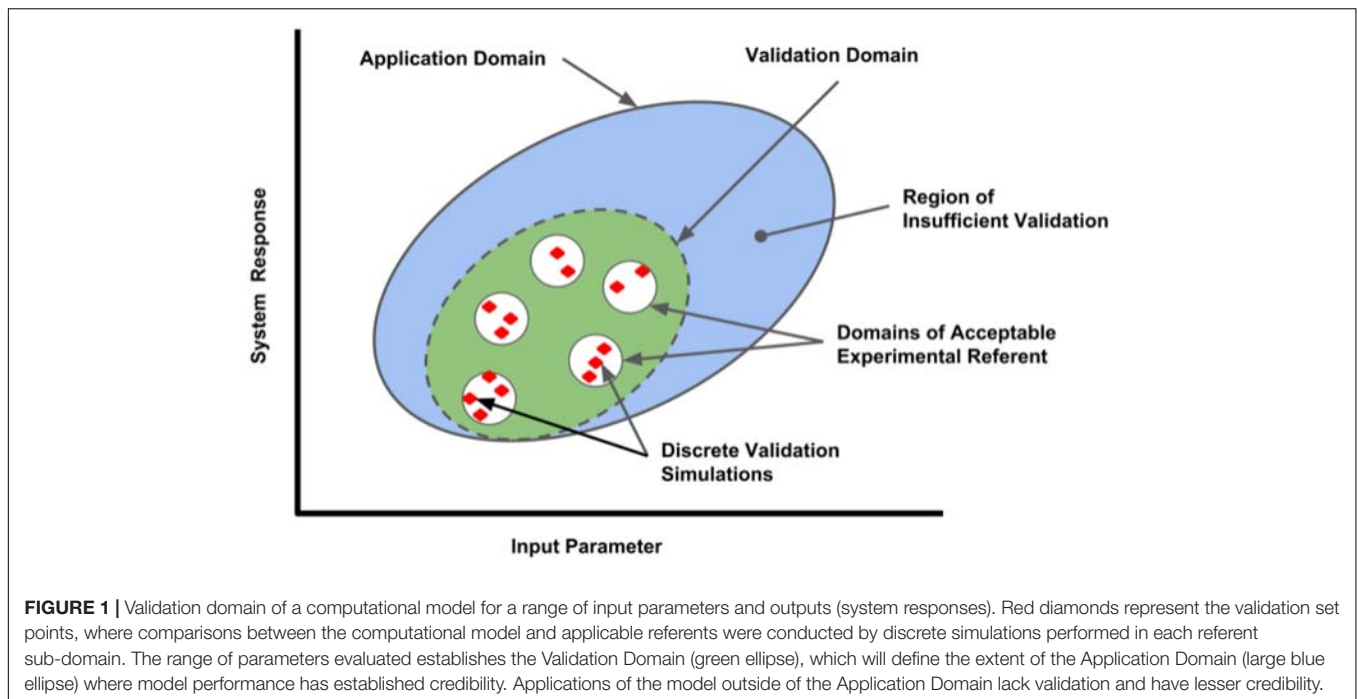 Application Domain
Validation Domain
Region of
Insufficient Validation
System Response
Domains of Acceptable
Experimental Referent
Discrete Validation
Simulations
Input Parameter
FIGURE 1 | Validation domain of a computational model for a range of input parameters and outputs (system responses). Red diamonds represent the validation set
points, where comparisons between the computational model and applicable referents were conducted by discrete simulations performed in each referent
sub-domain. The range of parameters evaluated establishes the Validation Domain (green ellipse), which will define the extent of the Application Domain (large blue
ellipse) where model performance has established credibility. Applications of the model outside of the Application Domain lack validation and have lesser credibility.